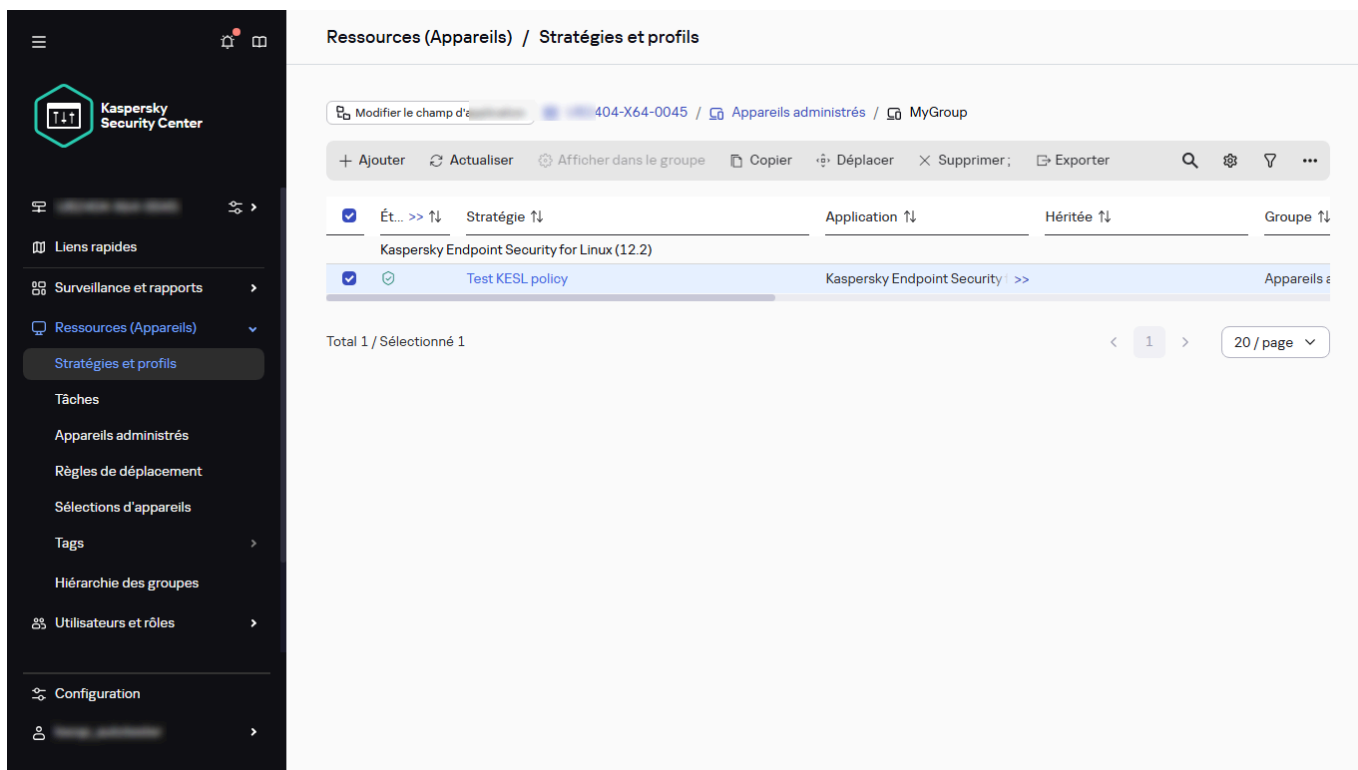 Kaspersky
Security Center
Liens rapides
Surveillance et rapports
Ressources (Appareils)
Stratégies et profils
Tâches
Appareils administrés
Règles de déplacement
Sélections d'appareils
Tags
Hiérarchie des groupes
Utilisateurs et rôles
Configuration
Ressources (Appareils) / Stratégies et profils
Modifier le champ 404-X64-0045 / Appareils administrés / MyGroup
Ajouter Actualiser Afficher dans le groupe Copier Déplacer Supprimer ; Exporter
Ét... >> Stratégie Application Héritée Groupe
Kaspersky Endpoint Security for Linux (12.2)
Test KESL policy Kaspersky Endpoint Security >> Appareils
Total 1 / Sélectionné 1
< 1 > 20 / page